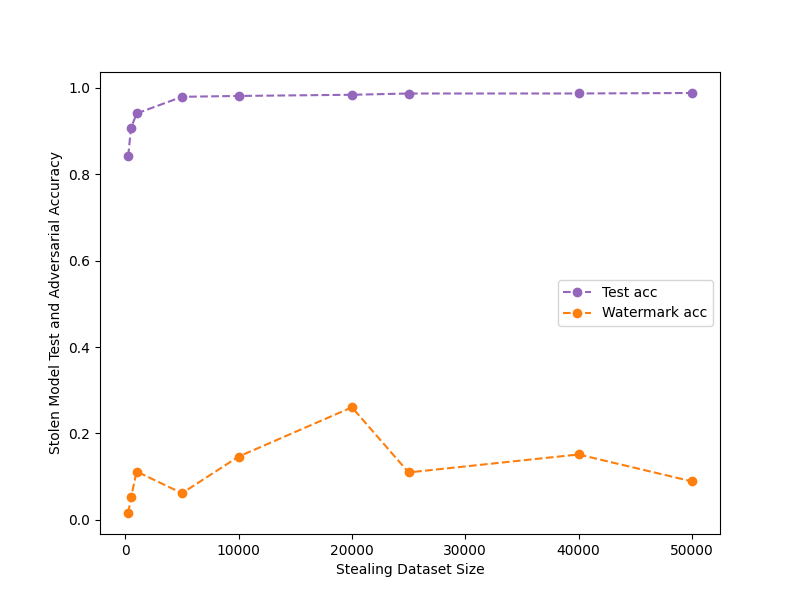 1.0
0.8
0.6
0.4
0.2
0.0
Stolen Model Test and Adversarial Accuracy
Test acc
Watermark acc
0 10000 20000 30000 40000 50000
Stealing Dataset Size